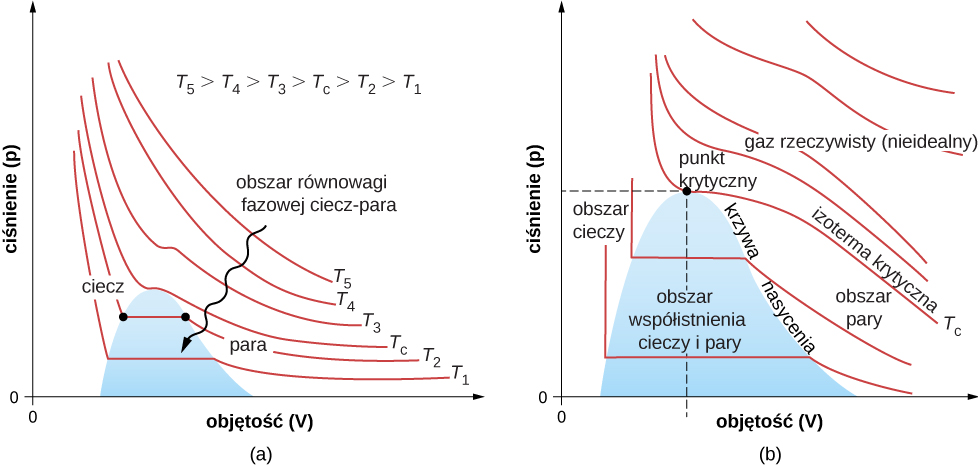 ciśnienie (p)
T5 > T4 > T3 > Tc > T2 > T1
obszar równowagi
fazowej ciecz-para
ciecz
para
T5
T4
T3
Tc
T2
T1
0
0
objętość (V)
(a)
ciśnienie (p)
gaz rzeczywisty (nieidealny)
punkt
krytyczny
obszar
cieczy
krzywa
nasycenia
izoterma krytyczna
obszar
współistnienia
cieczy i pary
obszar
pary
Tc
0
0
objętość (V)
(b)